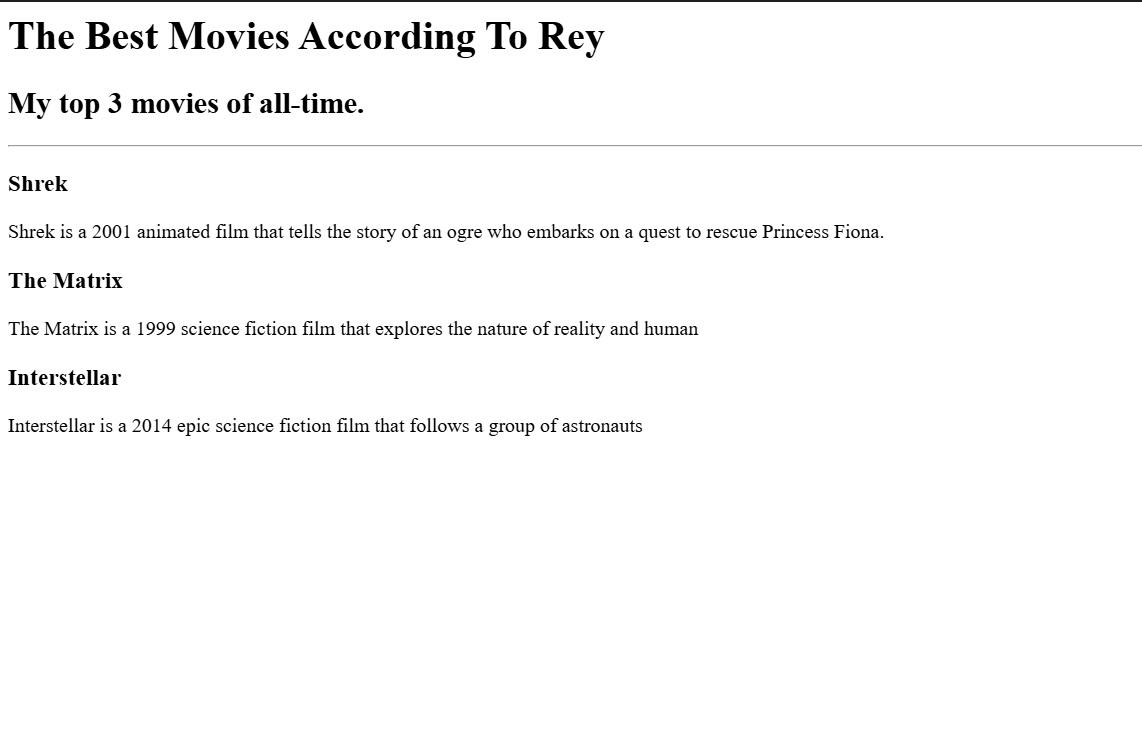 The Best Movies According To Rey
My top 3 movies of all-time.
Shrek
Shrek is a 2001 animated film that tells the story of an ogre who embarks on a quest to rescue Princess Fiona.
The Matrix
The Matrix is a 1999 science fiction film that explores the nature of reality and human
Interstellar
Interstellar is a 2014 epic science fiction film that follows a group of astronauts